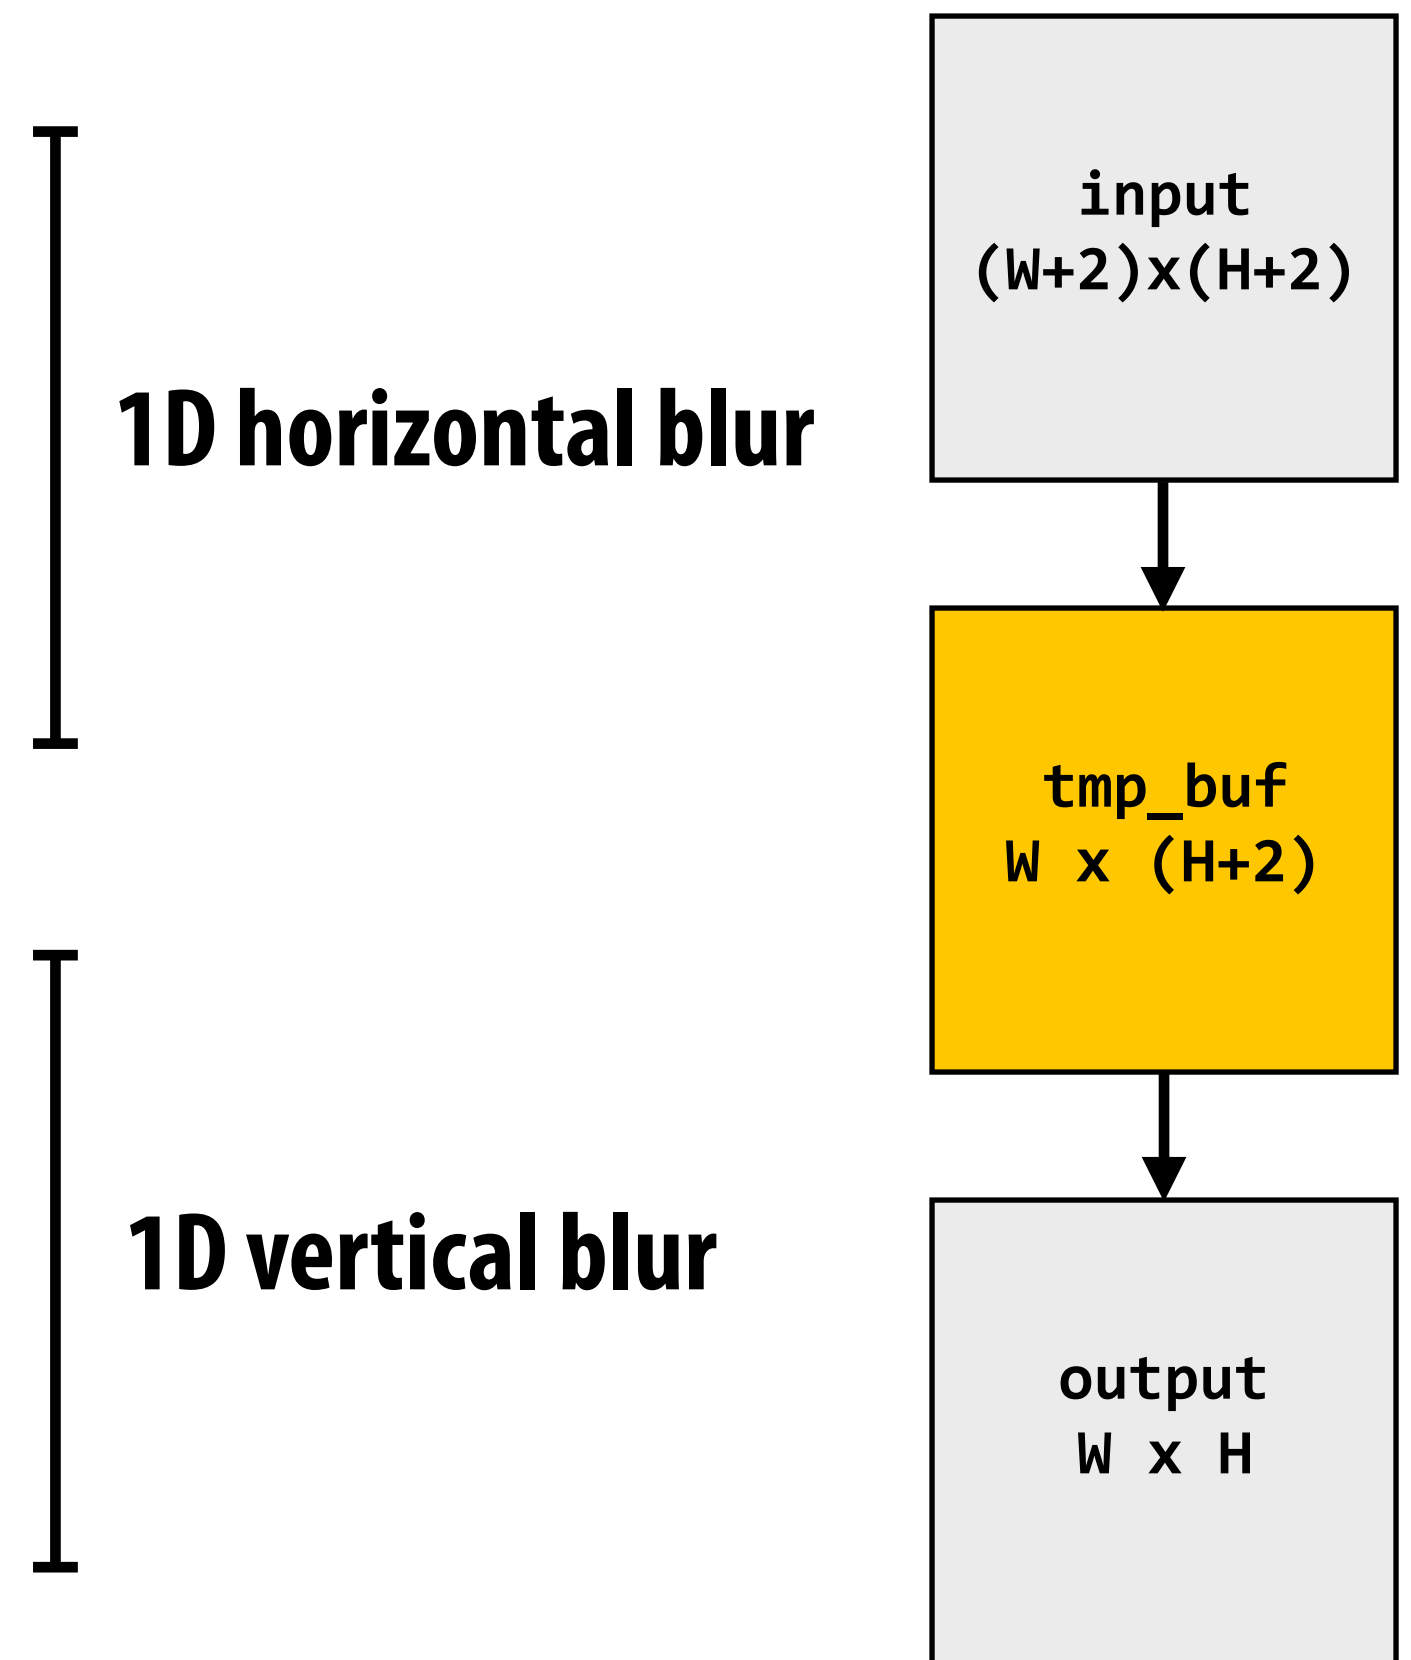 input
(W+2)x(H+2)
1D horizontal blur
tmp_buf
W x (H+2)
1D vertical blur
output
W x H